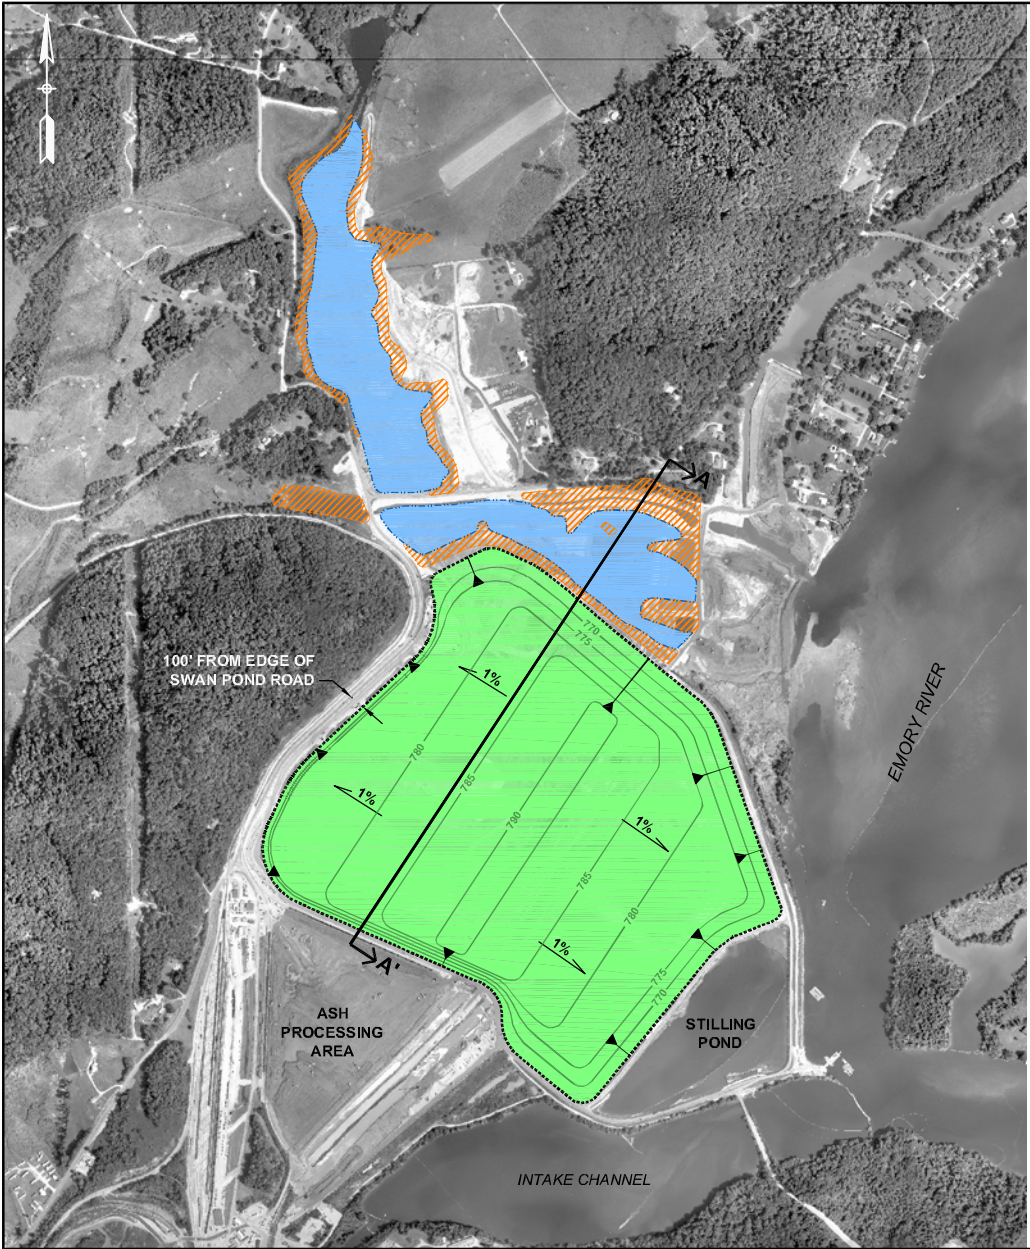 A
770
775
100' FROM EDGE OF
SWAN POND ROAD
1%
EMORY RIVER
780
785
1%
790
1%
785
780
1%
A'
775
770
ASH
PROCESSING
AREA
STILLING
POND
INTAKE CHANNEL